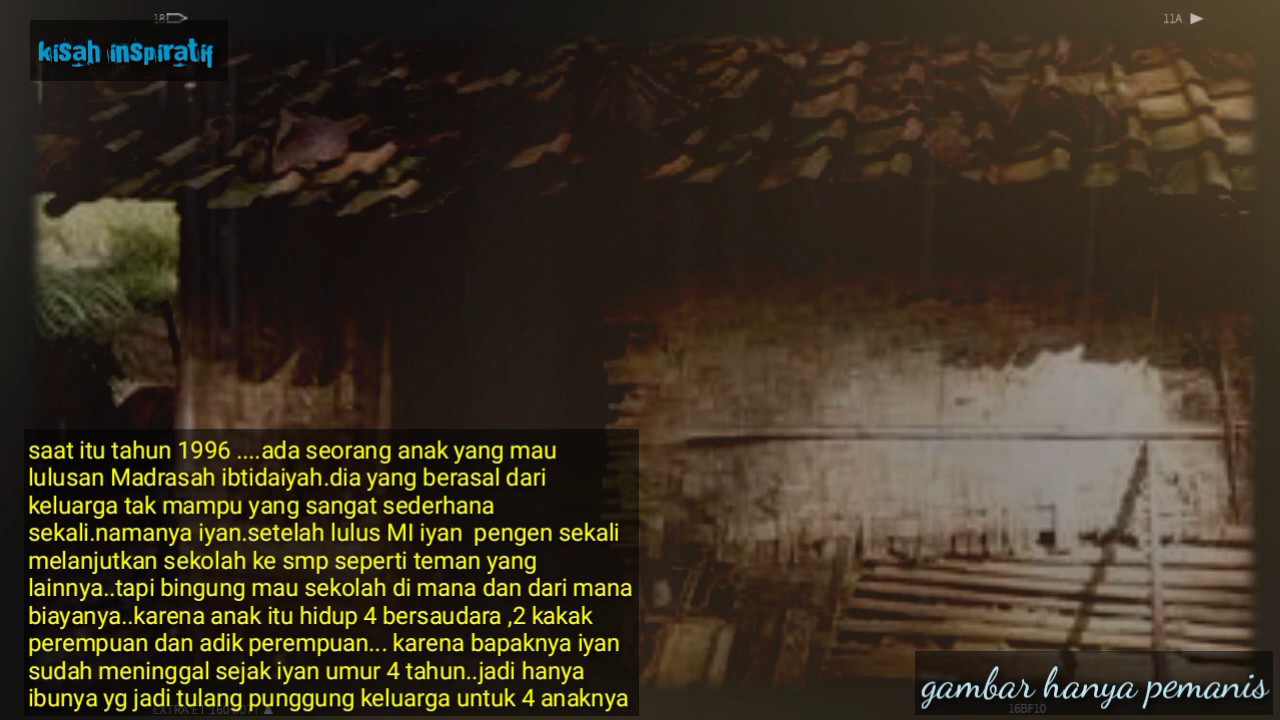 18
11A
kisah inspiratif
saat itu tahun 1996 ....ada seorang anak yang mau
lulusan Madrasah ibtidaiyah.dia yang berasal dari
keluarga tak mampu yang sangat sederhana
sekali.namanya iyan.setelah lulus MI iyan pengen sekali
melanjutkan sekolah ke smp seperti teman yang
lainnya..tapi bingung mau sekolah di mana dan dari mana
biayanya..karena anak itu hidup 4 bersaudara ,2 kakak
perempuan dan adik perempuan... karena bapaknya iyan
sudah meninggal sejak iyan umur 4 tahun..jadi hanya
ibunya yg jadi tulang punggung keluarga untuk 4 anaknya
gambar hanya pemanis
16BF10